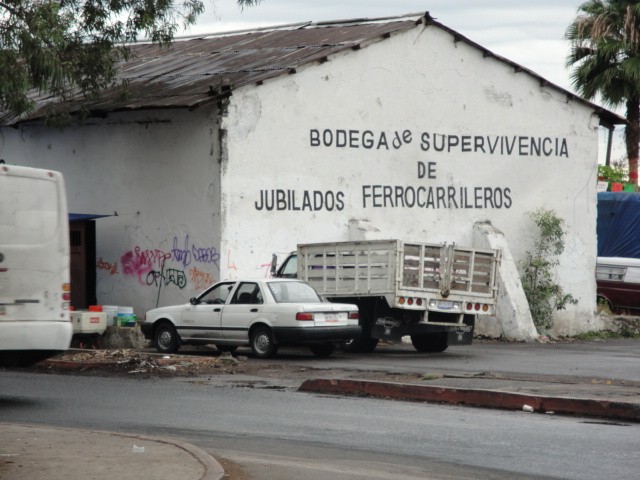 BODEGA de SUPERVIVENCIA
DE
JUBILADOS FERROCARRILEROS